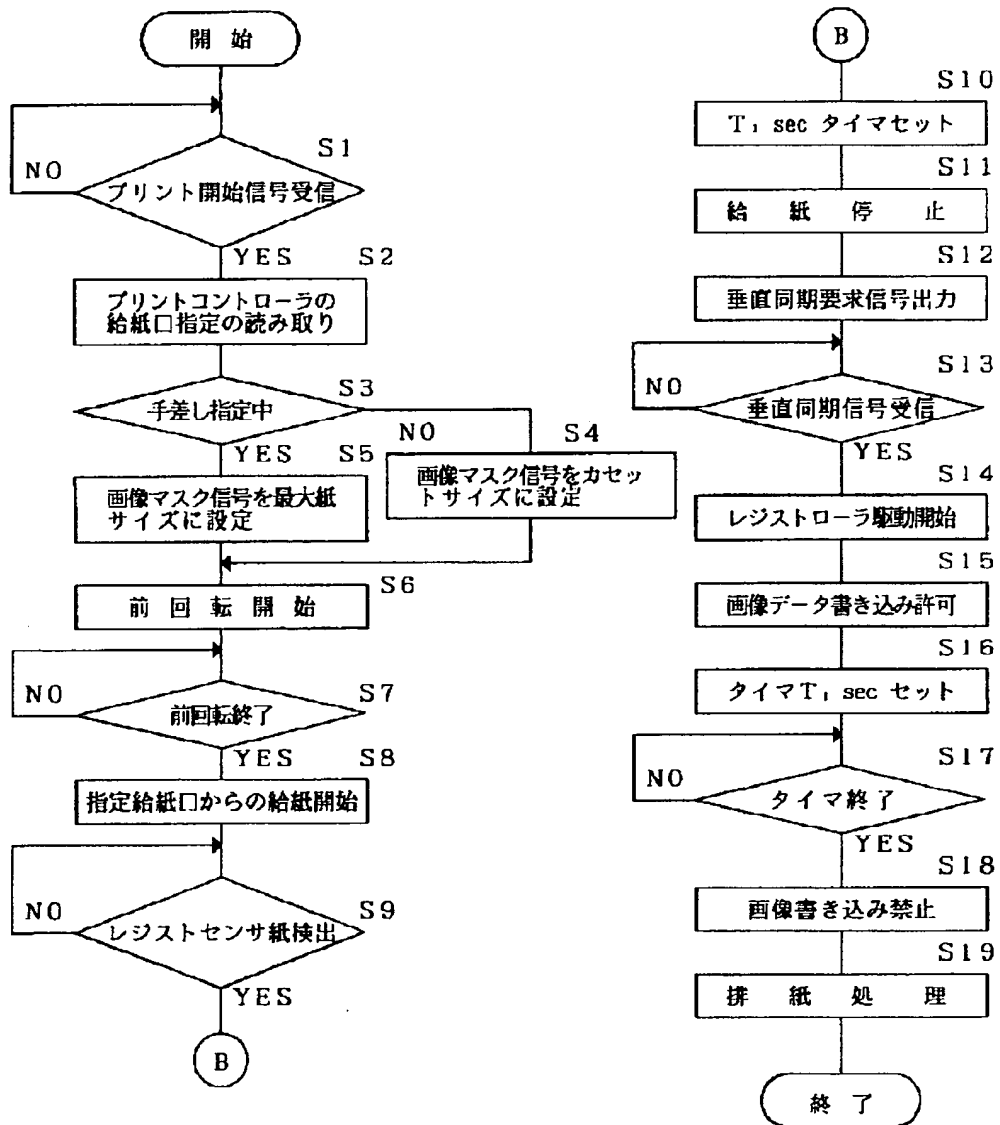 開 始
S1
NO
プリント開始信号受信
YES
S2
プリントコントローラの
給紙口指定の読み取り
S3
手差し指定中
NO
S4
YES
S5
画像マスク信号をカセッ
トサイズに設定
画像マスク信号を最大紙
サイズに設定
S6
前 回 転 開 始
NO
S7
前回転終了
YES
S8
指定給紙口からの給紙開始
NO
S9
レジストセンサ紙検出
YES
B
B
S10
T₁ sec タイマセット
S11
給 紙 停 止
S12
垂直同期要求信号出力
S13
NO
垂直同期信号受信
YES
S14
レジストローラ駆動開始
S15
画像データ書き込み許可
S16
タイマT₁ sec セット
S17
NO
タイマ終了
YES
S18
画像書き込み禁止
S19
排 紙 処 理
終 了